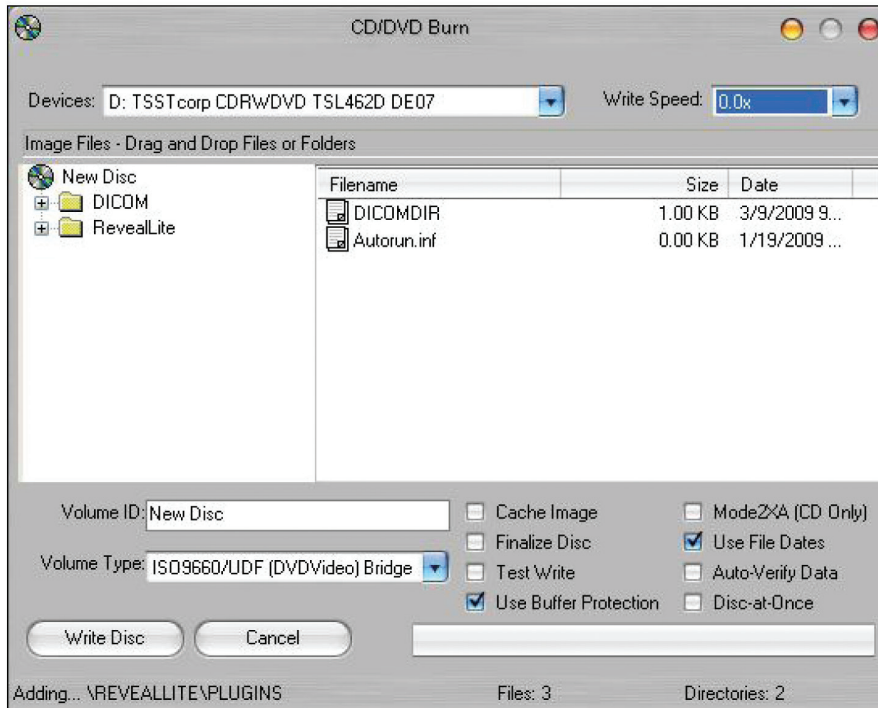 CD/DVD Burn
Devices: D: TSSTcorp CDRWDVD TSL462D DE07 Write Speed: 0.0x
Image Files - Drag and Drop Files or Folders
New Disc
DICOM
RevealLite
Filename Size Date
DICOMDIR 1.00 KB 3/9/2009 9...
Autorun.inf 0.00 KB 1/19/2009 ...
Volume ID: New Disc
Volume Type: ISO9660/UDF (DVDVideo) Bridge
Cache Image
Finalize Disc
Test Write
Use Buffer Protection
Mode2XA (CD Only)
Use File Dates
Auto-Verify Data
Disc-at-Once
Write Disc Cancel
Adding... \REVEALLITE\PLUGINS Files: 3 Directories: 2